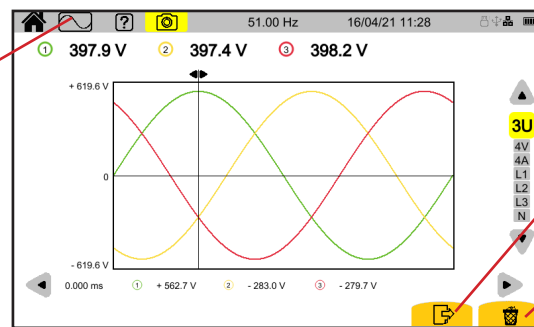 ? 51.00 Hz 16/04/21 11:28
1 397.9 V 2 397.4 V 3 398.2 V
+ 619.6 V
0
- 619.6 V
3U
4V
4A
L1
L2
L3
N
0.000 ms 1 + 562.7 V 2 - 283.0 V 3 - 279.7 V